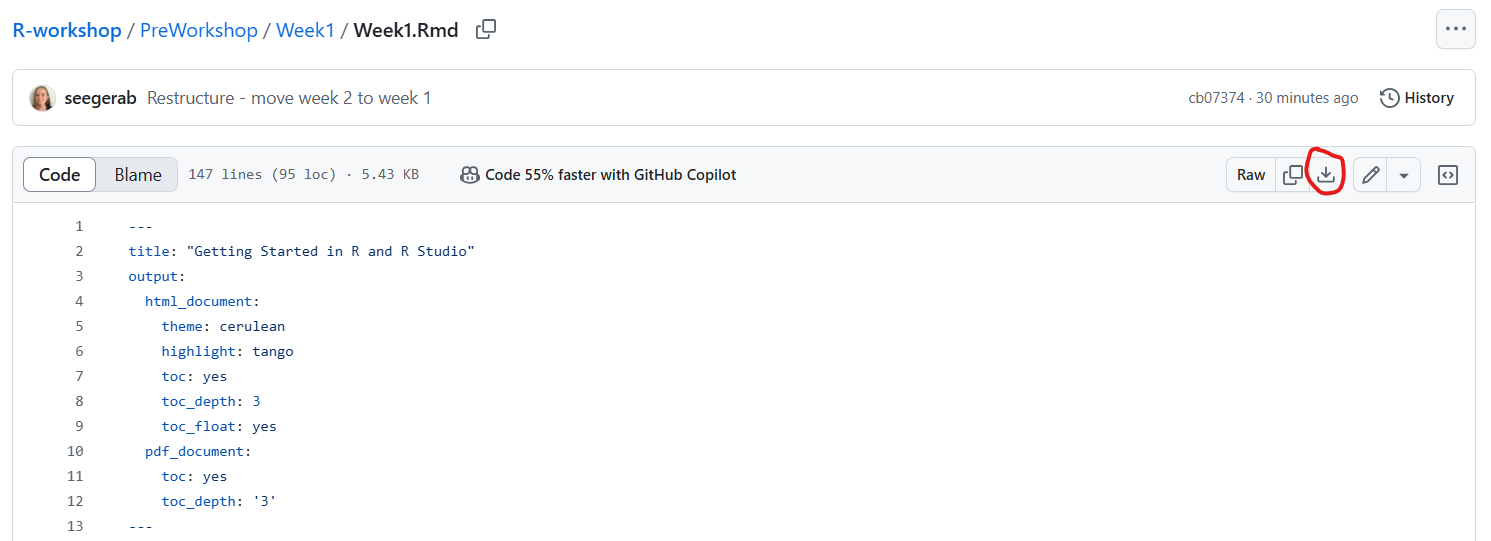 R-workshop / PreWorkshop / Week1 / Week1.Rmd
seegerab Restructure - move week 2 to week 1 cb07374 · 30 minutes ago History
Code Blame 147 lines (95 loc) · 5.43 KB Code 55% faster with GitHub Copilot Raw
1 ---
2 title: "Getting Started in R and R Studio"
3 output:
4 html_document:
5 theme: cerulean
6 highlight: tango
7 toc: yes
8 toc_depth: 3
9 toc_float: yes
10 pdf_document:
11 toc: yes
12 toc_depth: '3'
13 ---